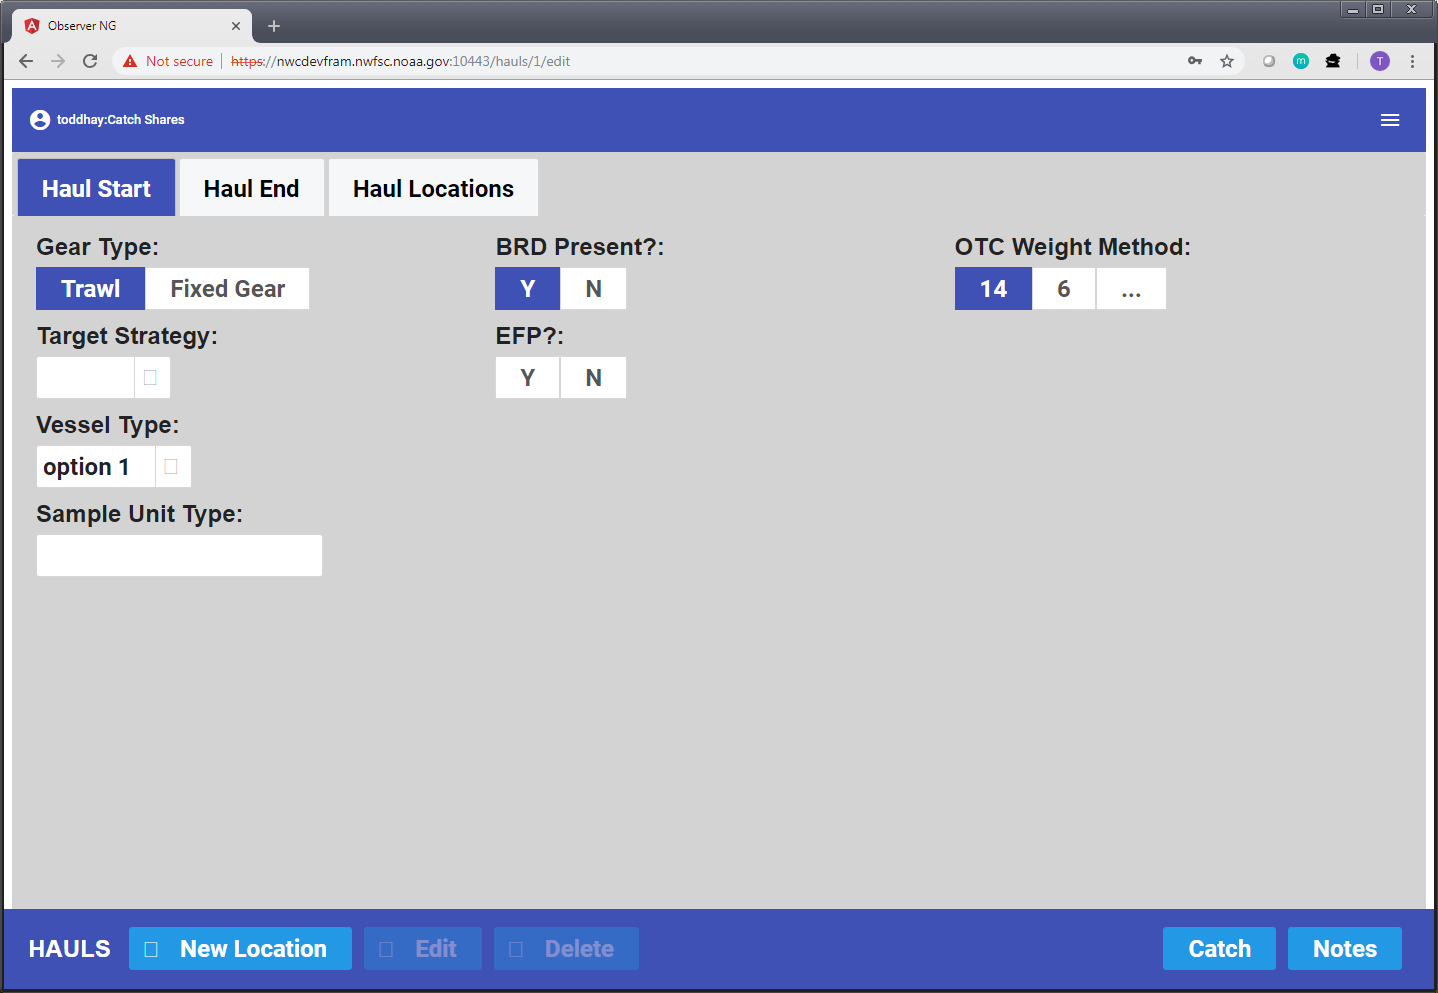 Observer NG
Not secure https://nwcdevfram.nwfsc.noaa.gov:10443/hauls/1/edit
m
T
toddhay:Catch Shares
Haul Start Haul End Haul Locations
Gear Type: BRD Present?: OTC Weight Method:
Trawl Fixed Gear Y N 14 6 ...
Target Strategy: EFP?:
Y N
Vessel Type:
option 1
Sample Unit Type:
HAULS New Location Edit Delete Catch Notes